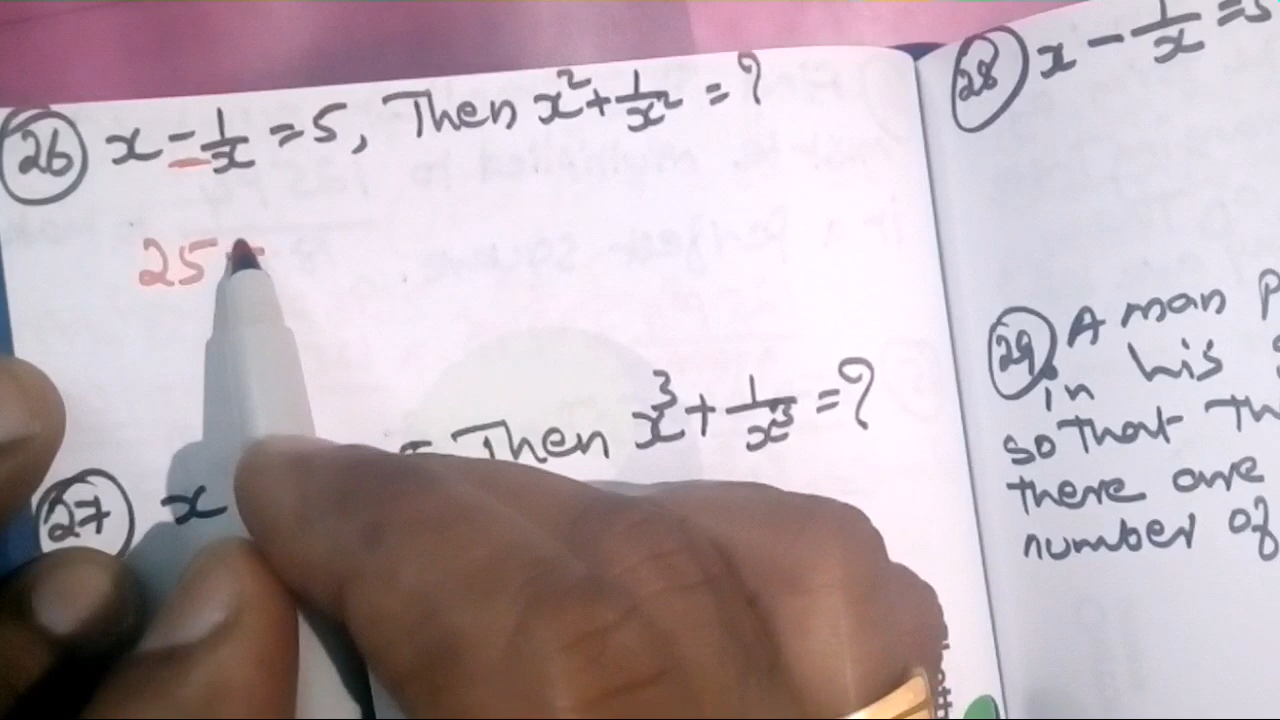 26 x - 1/x = 5, Then x² + 1/x² = ?
25
27 x Then x³ + 1/x³ = ?
28 x - 1/x = 5
29. A man
in his
so that
there are
number of